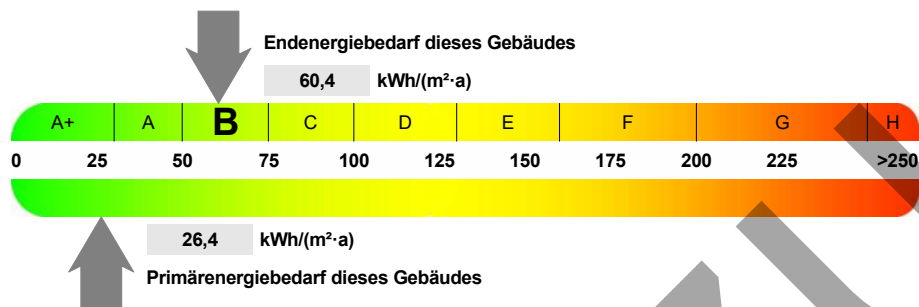 Endenergiebedarf dieses Gebäudes
60,4 kWh/(m²·a)
A+ A B C D E F G H
0 25 50 75 100 125 150 175 200 225 >250
26,4 kWh/(m²·a)
Primärenergiebedarf dieses Gebäudes